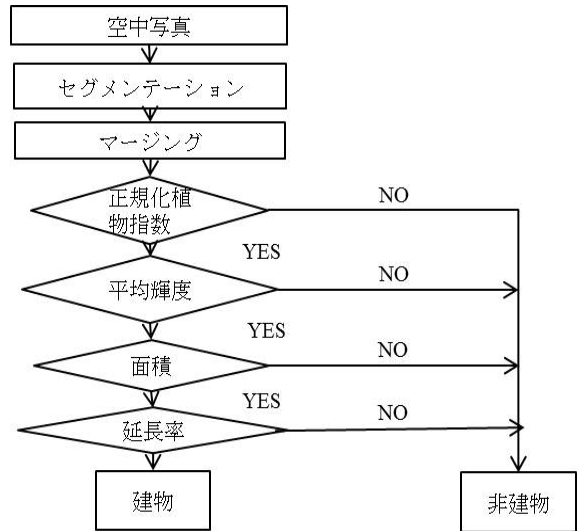 空中写真
セグメンテーション
マージング
正規化植
物指数
NO
YES
平均輝度
NO
YES
面積
NO
YES
延長率
NO
建物
非建物